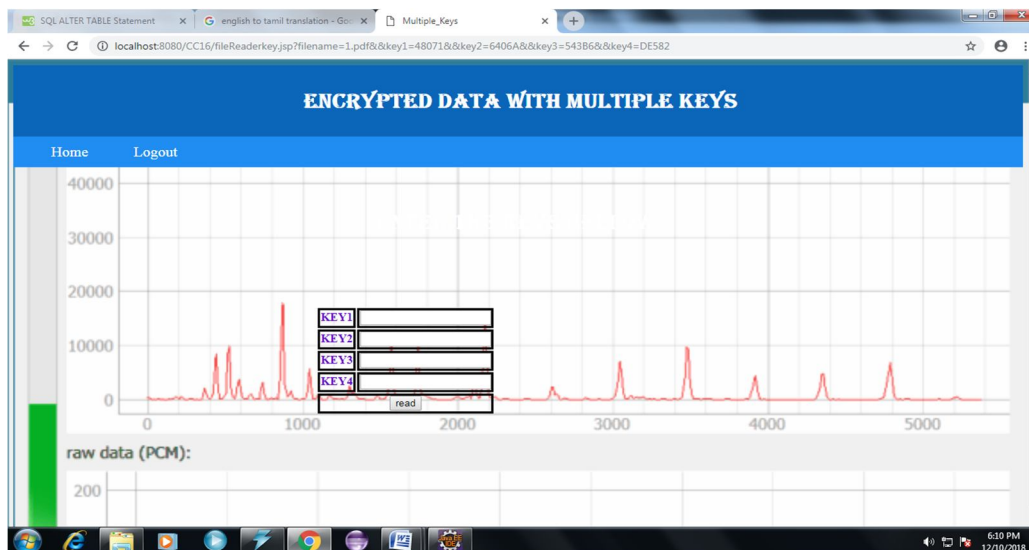 SQL ALTER TABLE Statement
english to tamil translation - Goo
Multiple_Keys
localhost:8080/CC16/fileReaderkey.jsp?filename=1.pdf&&key1=48071&&key2=6406A&&key3=543B6&&key4=DE582
ENCRYPTED DATA WITH MULTIPLE KEYS
Home Logout
40000
30000
20000
10000
0
KEY1
KEY2
KEY3
KEY4
read
0 1000 2000 3000 4000 5000
raw data (PCM):
200
6:10 PM
12/10/2018